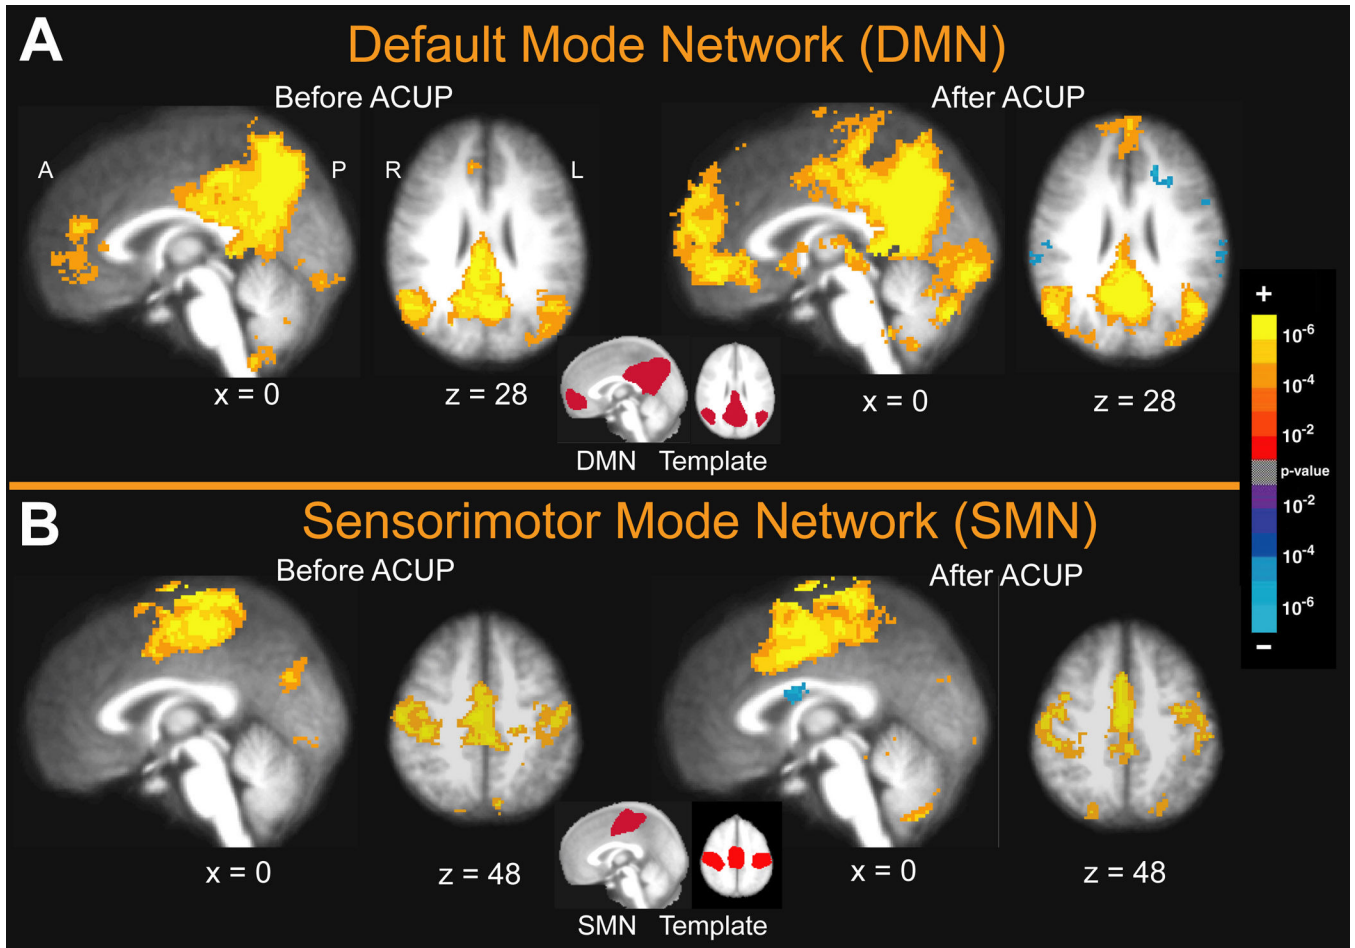 A
Default Mode Network (DMN)
Before ACUP
After ACUP
A
P
R
L
x = 0
z = 28
x = 0
z = 28
DMN Template
+
10-6
10-4
10-2
p-value
10-2
10-4
10-6
−
B
Sensorimotor Mode Network (SMN)
Before ACUP
After ACUP
x = 0
z = 48
x = 0
z = 48
SMN Template